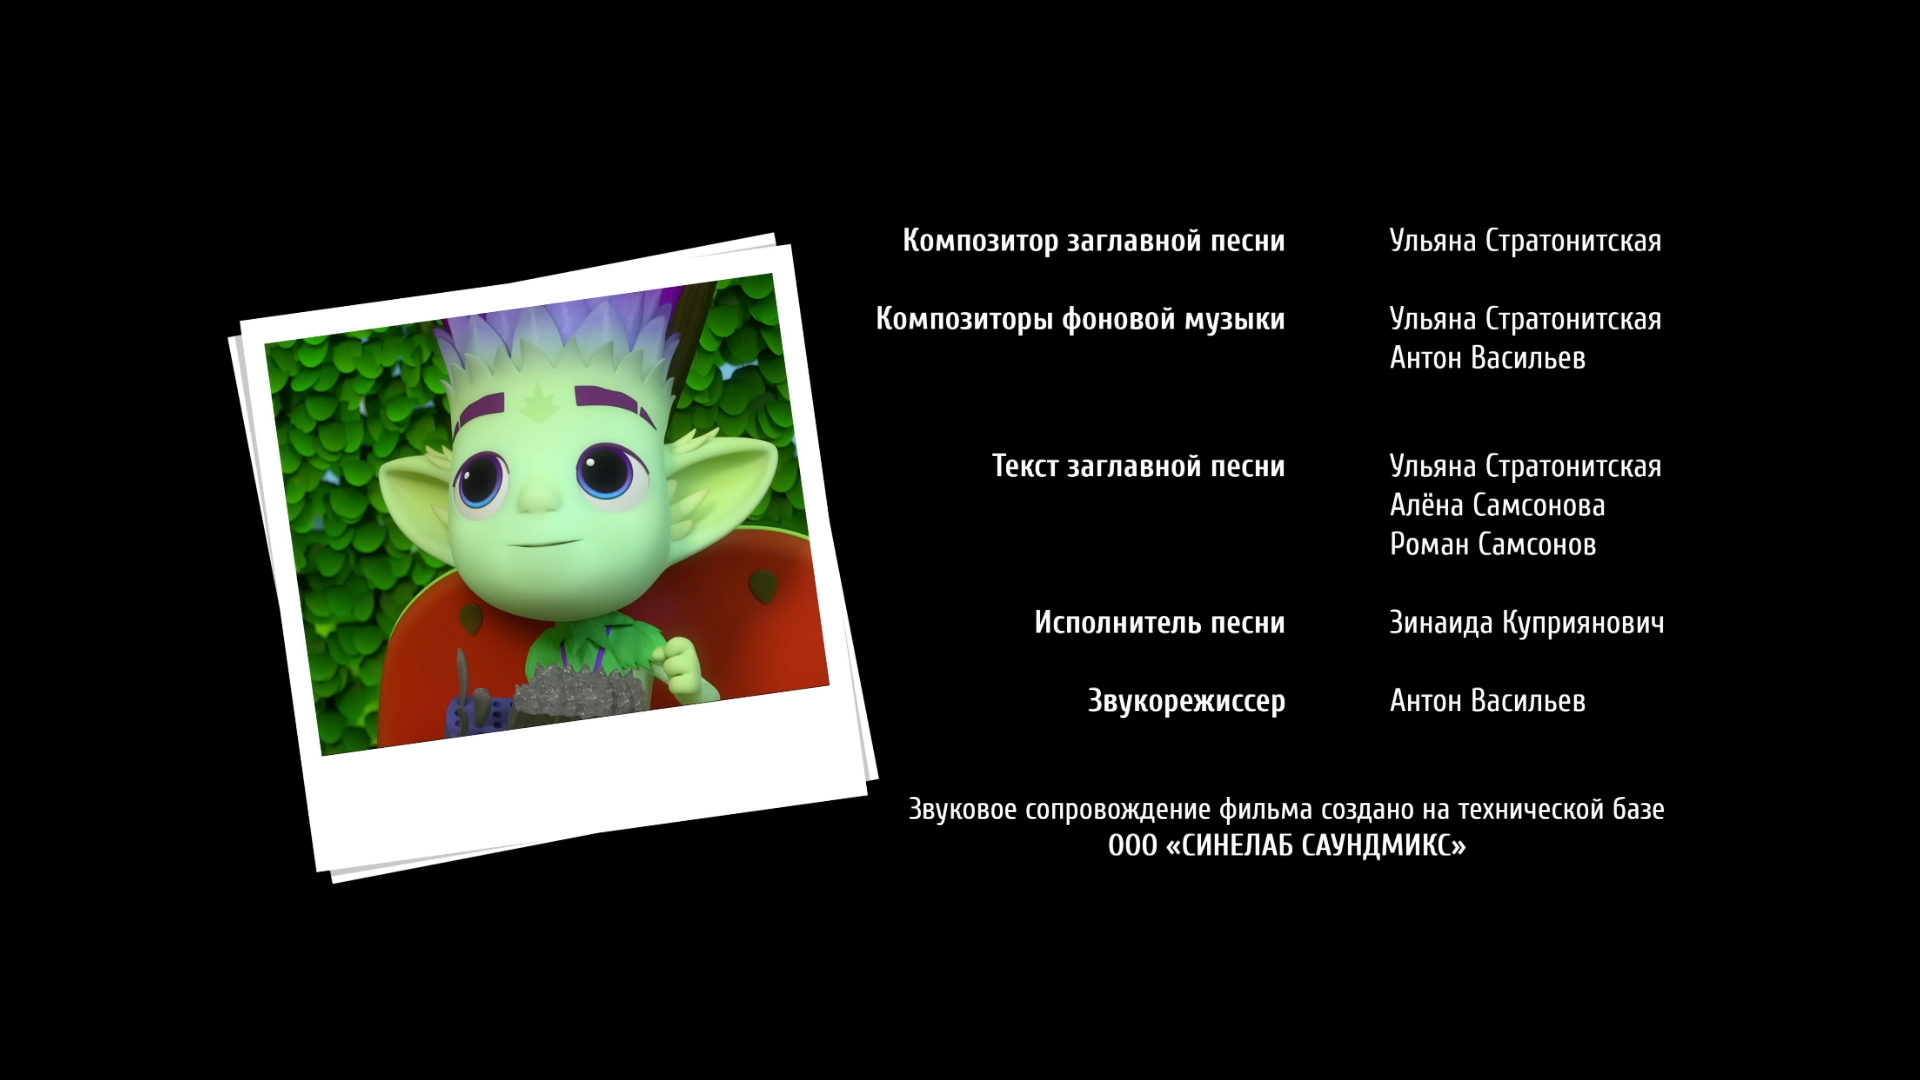 Композитор заглавной песни Ульяна Стратонитская
Композиторы фоновой музыки Ульяна Стратонитская
Антон Васильев
Текст заглавной песни Ульяна Стратонитская
Алёна Самсонова
Роман Самсонов
Исполнитель песни Зинаида Куприянович
Звукорежиссер Антон Васильев
Звуковое сопровождение фильма создано на технической базе
ООО «СИНЕЛАБ САУНДМИКС»